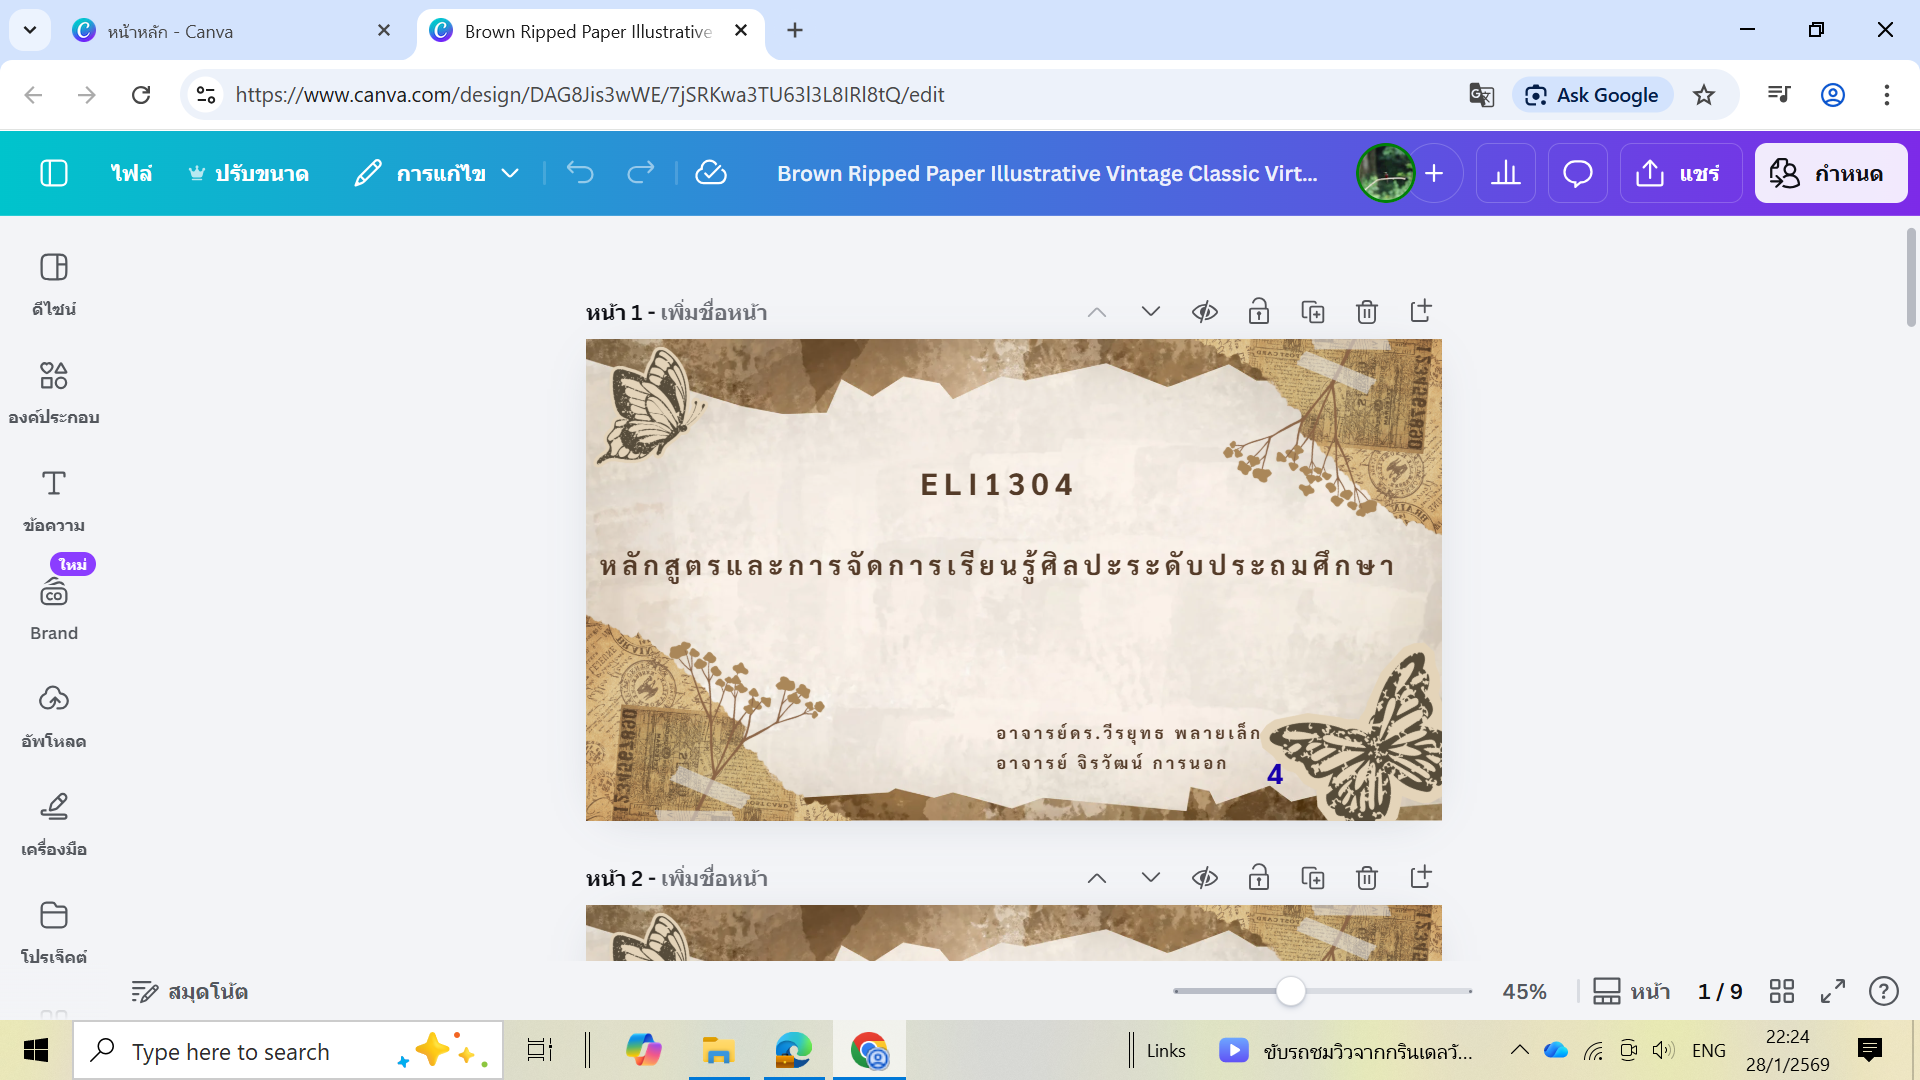 หน้าหลัก - Canva
Brown Ripped Paper Illustrative
https://www.canva.com/design/DAG8Jis3wWE/7jSRKwa3TU63l3L8IRl8tQ/edit
Ask Google
ไฟล์
ปรับขนาด
การแก้ไข
Brown Ripped Paper Illustrative Vintage Classic Virt...
แชร์
กำหนด
ดีไซน์
องค์ประกอบ
ข้อความ
ใหม่
Brand
อัพโหลด
เครื่องมือ
โปรเจ็คต์
หน้า 1 - เพิ่มชื่อหน้า
ELI1304
หลักสูตรและการจัดการเรียนรู้ศิลปะระดับประถมศึกษา
อาจารย์ดร.วีรยุทธ พลายเล็ก
อาจารย์ จิรวัฒน์ การนอก
4
หน้า 2 - เพิ่มชื่อหน้า
สมุดโน้ต
45%
หน้า
1 / 9
Type here to search
Links
ขับรถชมวิวจากกรินเดลวั...
ENG
22:24
28/1/2569